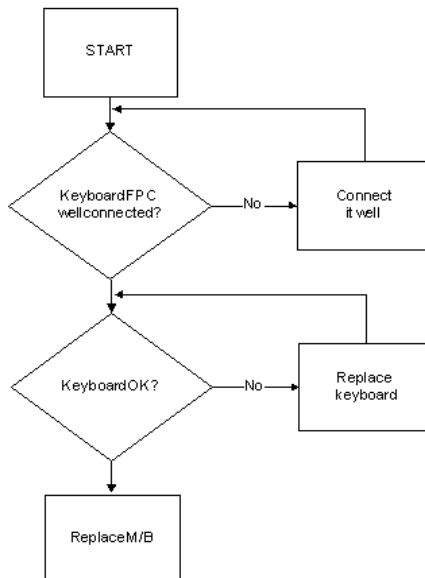 START
KeyboardFPC
wellconnected?
No
Connect
it well
KeyboardOK?
No
Replace
keyboard
ReplaceM/B